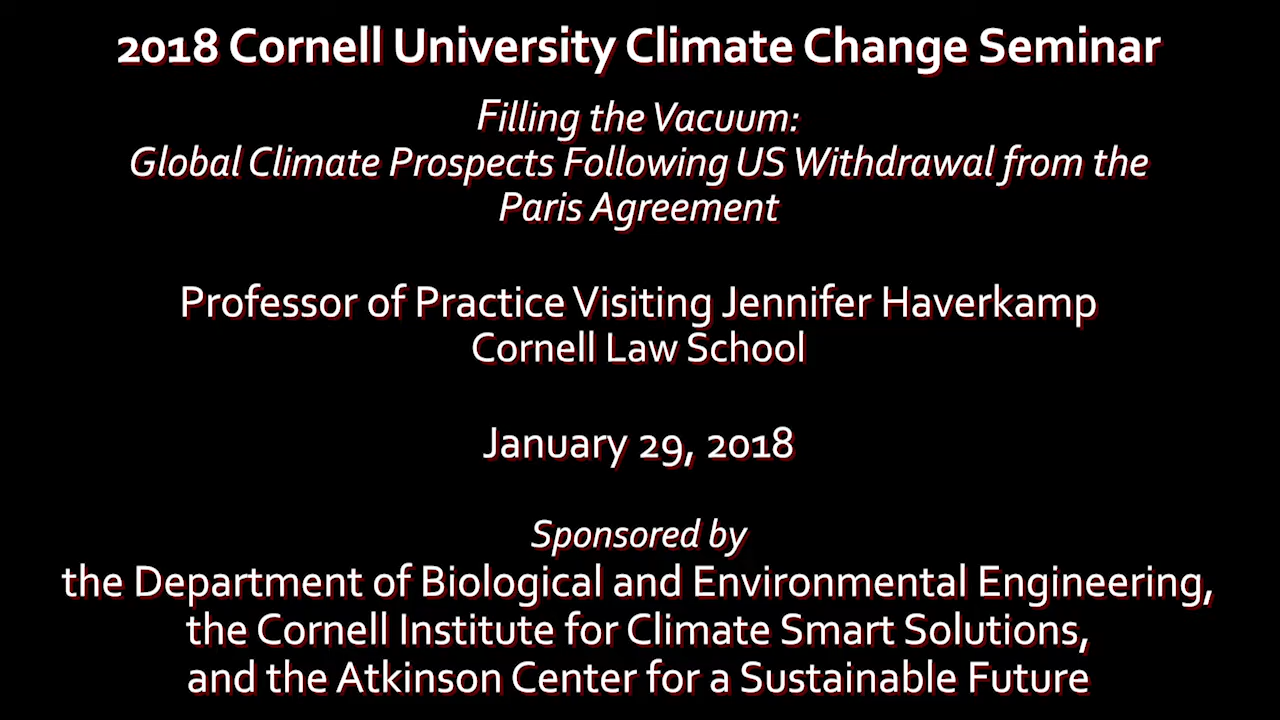 2018 Cornell University Climate Change Seminar
Filling the Vacuum:
Global Climate Prospects Following US Withdrawal from the
Paris Agreement
Professor of Practice Visiting Jennifer Haverkamp
Cornell Law School
January 29, 2018
Sponsored by
the Department of Biological and Environmental Engineering,
the Cornell Institute for Climate Smart Solutions,
and the Atkinson Center for a Sustainable Future